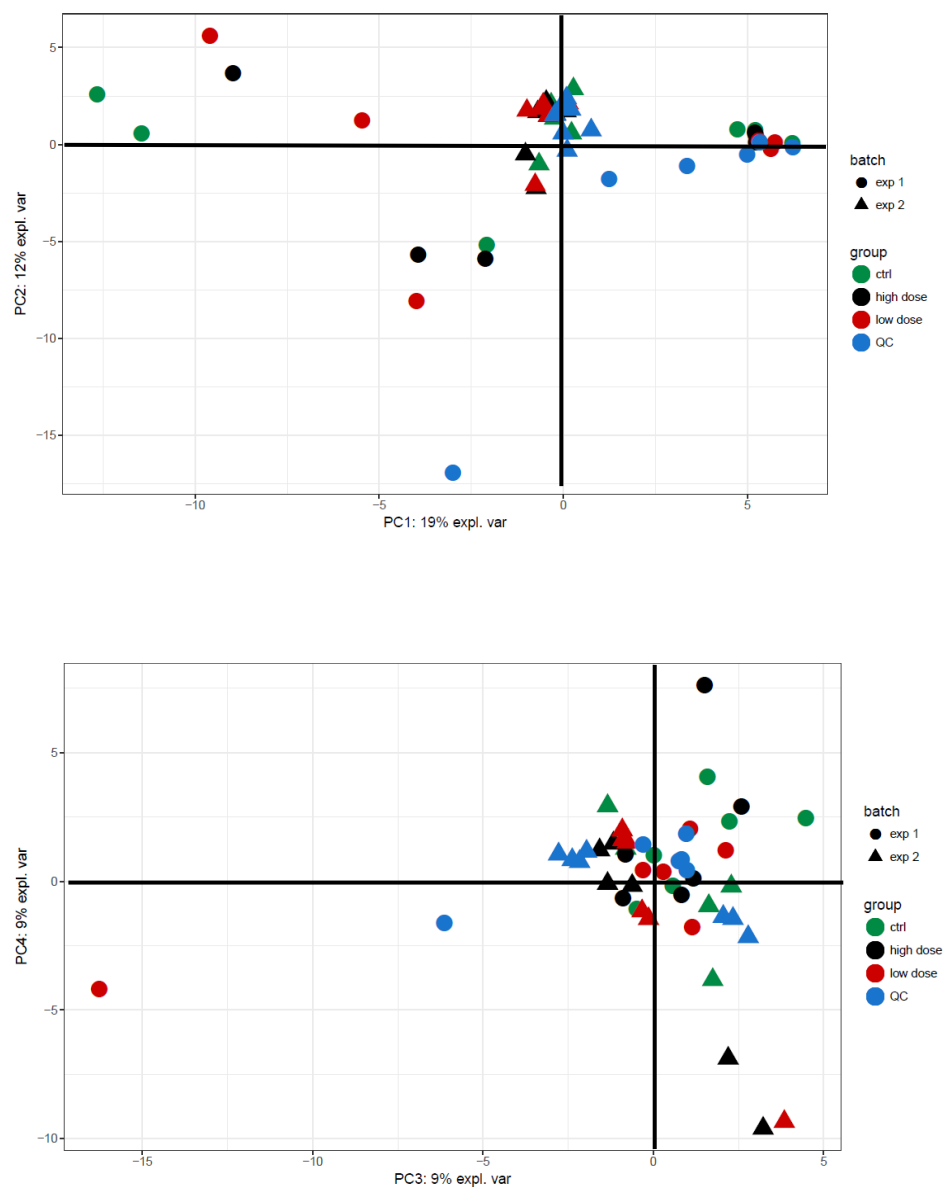 5
0
−5
−10
−15
−10
−5
0
5
PC1: 19% expl. var
PC2: 12% expl. var
batch
exp 1
exp 2
group
ctrl
high dose
low dose
QC
5
0
−5
−10
−15
−10
−5
0
5
PC3: 9% expl. var
PC4: 9% expl. var
batch
exp 1
exp 2
group
ctrl
high dose
low dose
QC